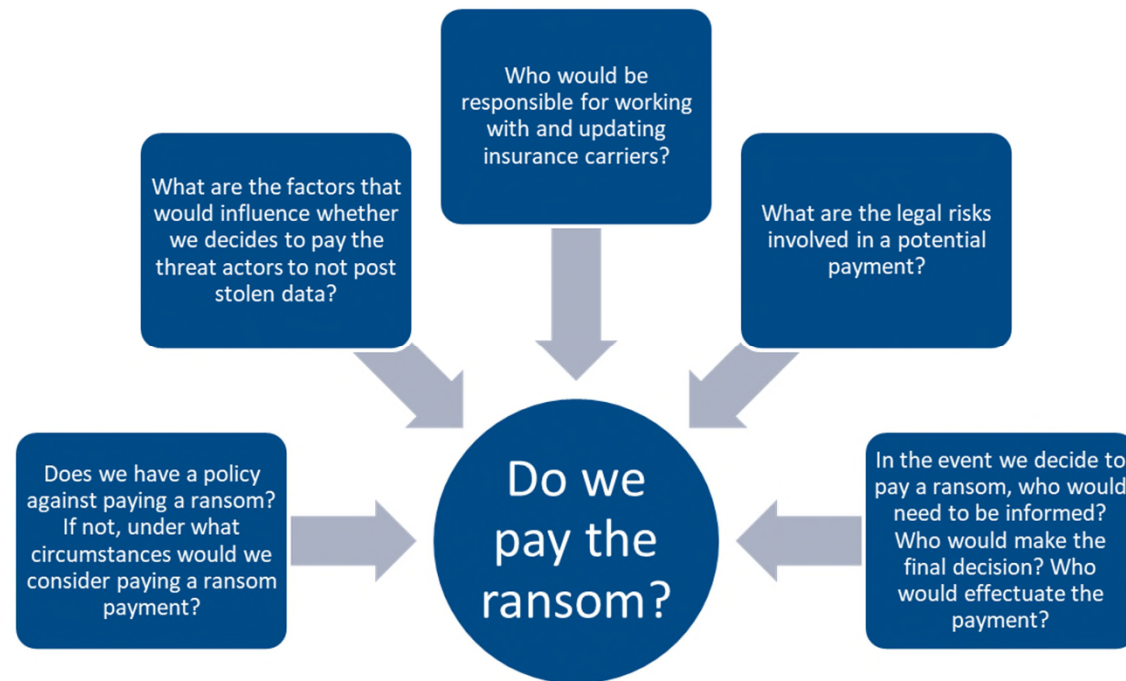 Does we have a policy
against paying a ransom?
If not, under what
circumstances would we
consider paying a ransom
payment?
What are the factors that
would influence whether
we decides to pay the
threat actors to not post
stolen data?
Who would be
responsible for working
with and updating
insurance carriers?
What are the legal risks
involved in a potential
payment?
In the event we decide to
pay a ransom, who would
need to be informed?
Who would make the
final decision? Who
would effectuate the
payment?
Do we
pay the
ransom?